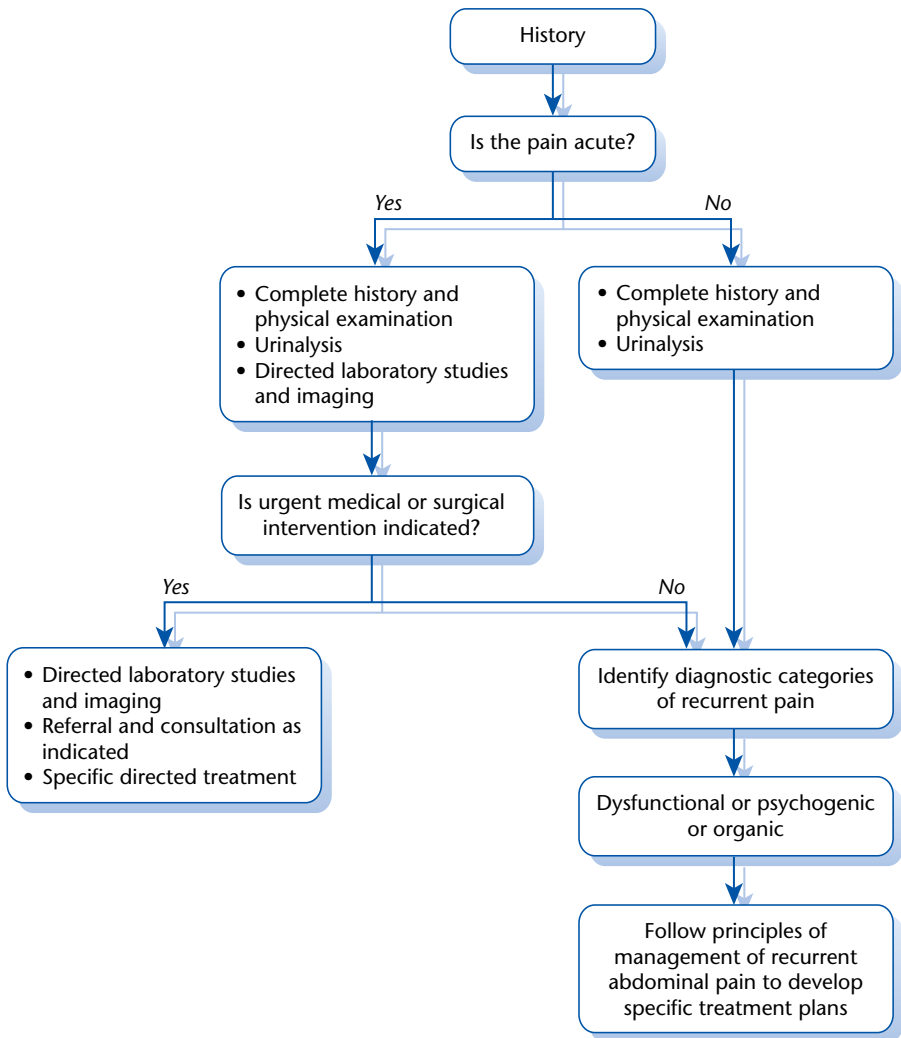 History
Is the pain acute?
Yes
No
• Complete history and
physical examination
• Urinalysis
• Directed laboratory studies
and imaging
• Complete history and
physical examination
• Urinalysis
Is urgent medical or surgical
intervention indicated?
Yes
No
• Directed laboratory studies
and imaging
• Referral and consultation as
indicated
• Specific directed treatment
Identify diagnostic categories
of recurrent pain
Dysfunctional or psychogenic
or organic
Follow principles of
management of recurrent
abdominal pain to develop
specific treatment plans